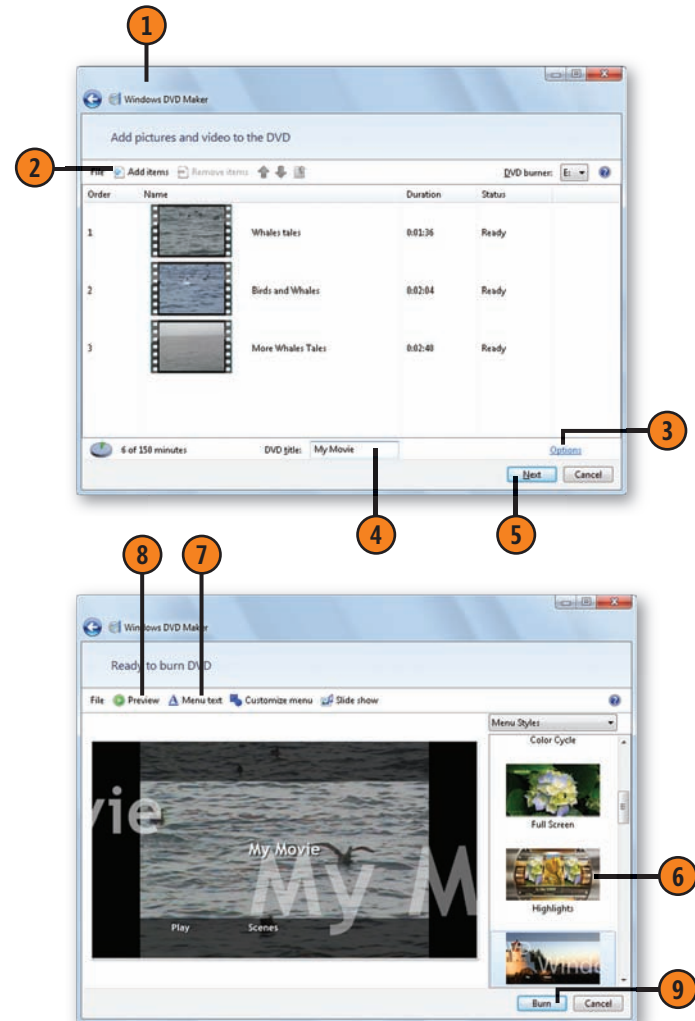 1
Windows DVD Maker
Add pictures and video to the DVD
2
File Add items Remove items DVD burner: E:
Order Name Duration Status
1 Whales tales 0:01:36 Ready
2 Birds and Whales 0:02:04 Ready
3 More Whales Tales 0:02:40 Ready
3
6 of 150 minutes DVD title: My Movie Options
Next Cancel
4 5
8 7
Windows DVD Maker
Ready to burn DVD
File Preview Menu text Customize menu Slide show
Menu Styles
Color Cycle
Full Screen
6
Highlights
vie
My Movie
My M
Play Scenes
Windo
9
Burn Cancel